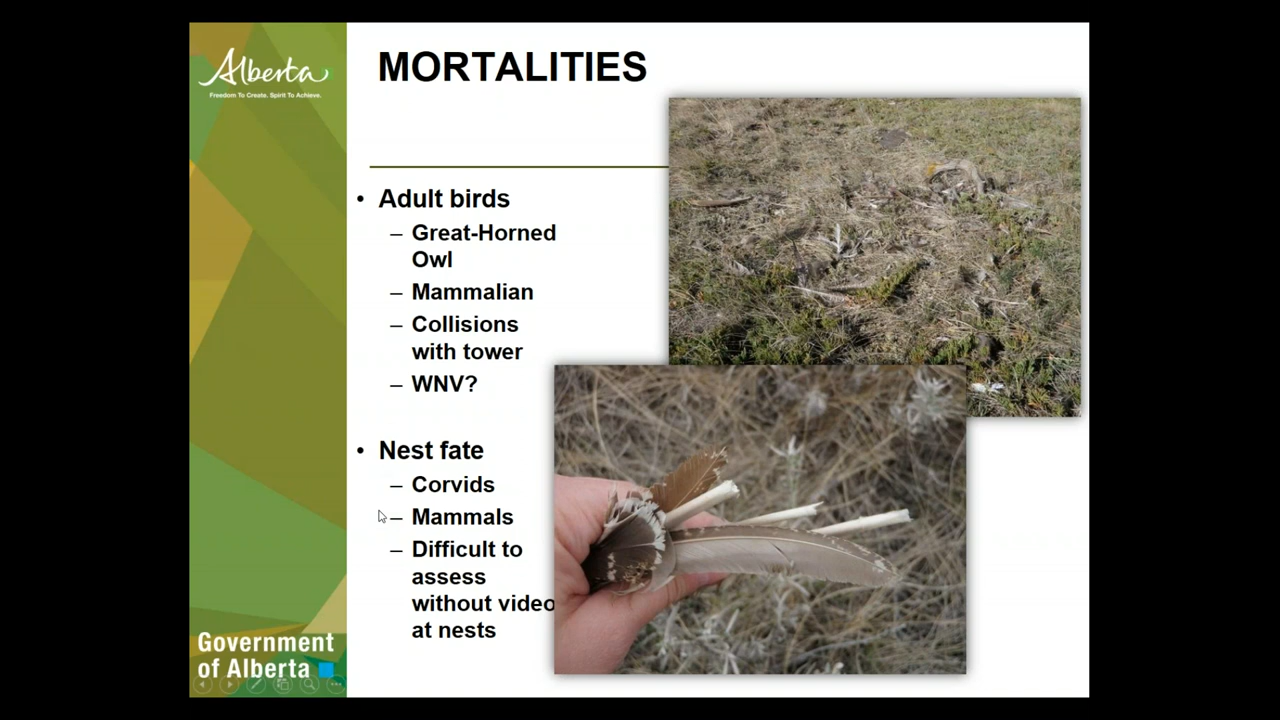 Alberta
Freedom To Create. Spirit To Achieve.
MORTALITIES
• Adult birds
– Great-Horned
Owl
– Mammalian
– Collisions
with tower
– WNV?
• Nest fate
– Corvids
– Mammals
– Difficult to
assess
without video
at nests
Government
of Alberta